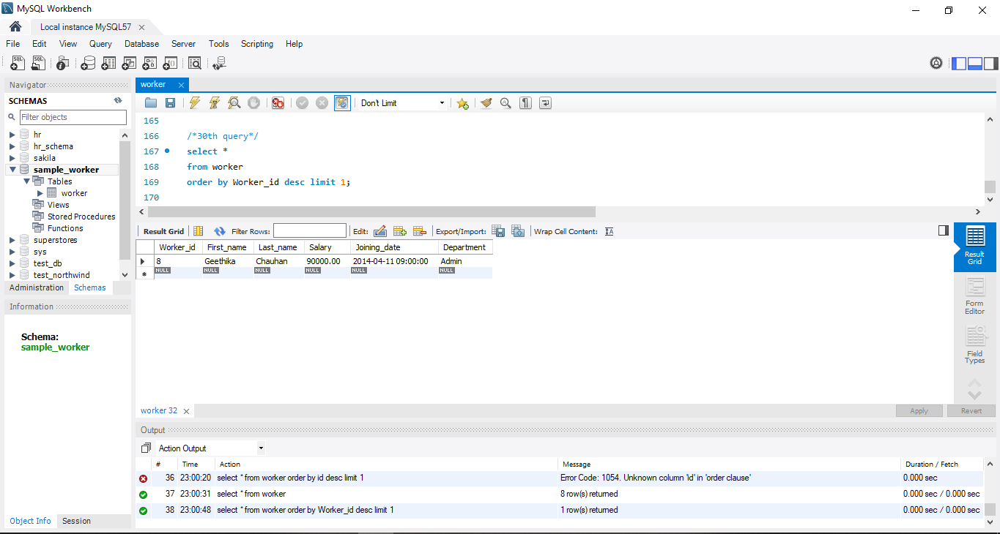 MySQL Workbench
Local instance MySQL57
File Edit View Query Database Server Tools Scripting Help
Navigator
SCHEMAS
Filter objects
hr
hr_schema
sakila
sample_worker
Tables
worker
Views
Stored Procedures
Functions
superstores
sys
test_db
test_northwind
Administration Schemas
Information
Schema:
sample_worker
Object Info Session
worker
Don't Limit
165
166 /*30th query*/
167 select *
168 from worker
169 order by Worker_id desc limit 1;
170
Result Grid Filter Rows: Edit: Export/Import: Wrap Cell Content:
Worker_id First_name Last_name Salary Joining_date Department
8 Geethika Chauhan 90000.00 2014-04-11 09:00:00 Admin
NULL NULL NULL NULL NULL NULL
Result Grid
Form Editor
Field Types
worker 32
Apply Revert
Output
Action Output
# Time Action Message Duration / Fetch
36 23:00:20 select * from worker order by id desc limit 1 Error Code: 1054. Unknown column 'id' in 'order clause' 0.000 sec
37 23:00:31 select * from worker 8 row(s) returned 0.000 sec / 0.000 sec
38 23:00:48 select * from worker order by Worker_id desc limit 1 1 row(s) returned 0.000 sec / 0.000 sec